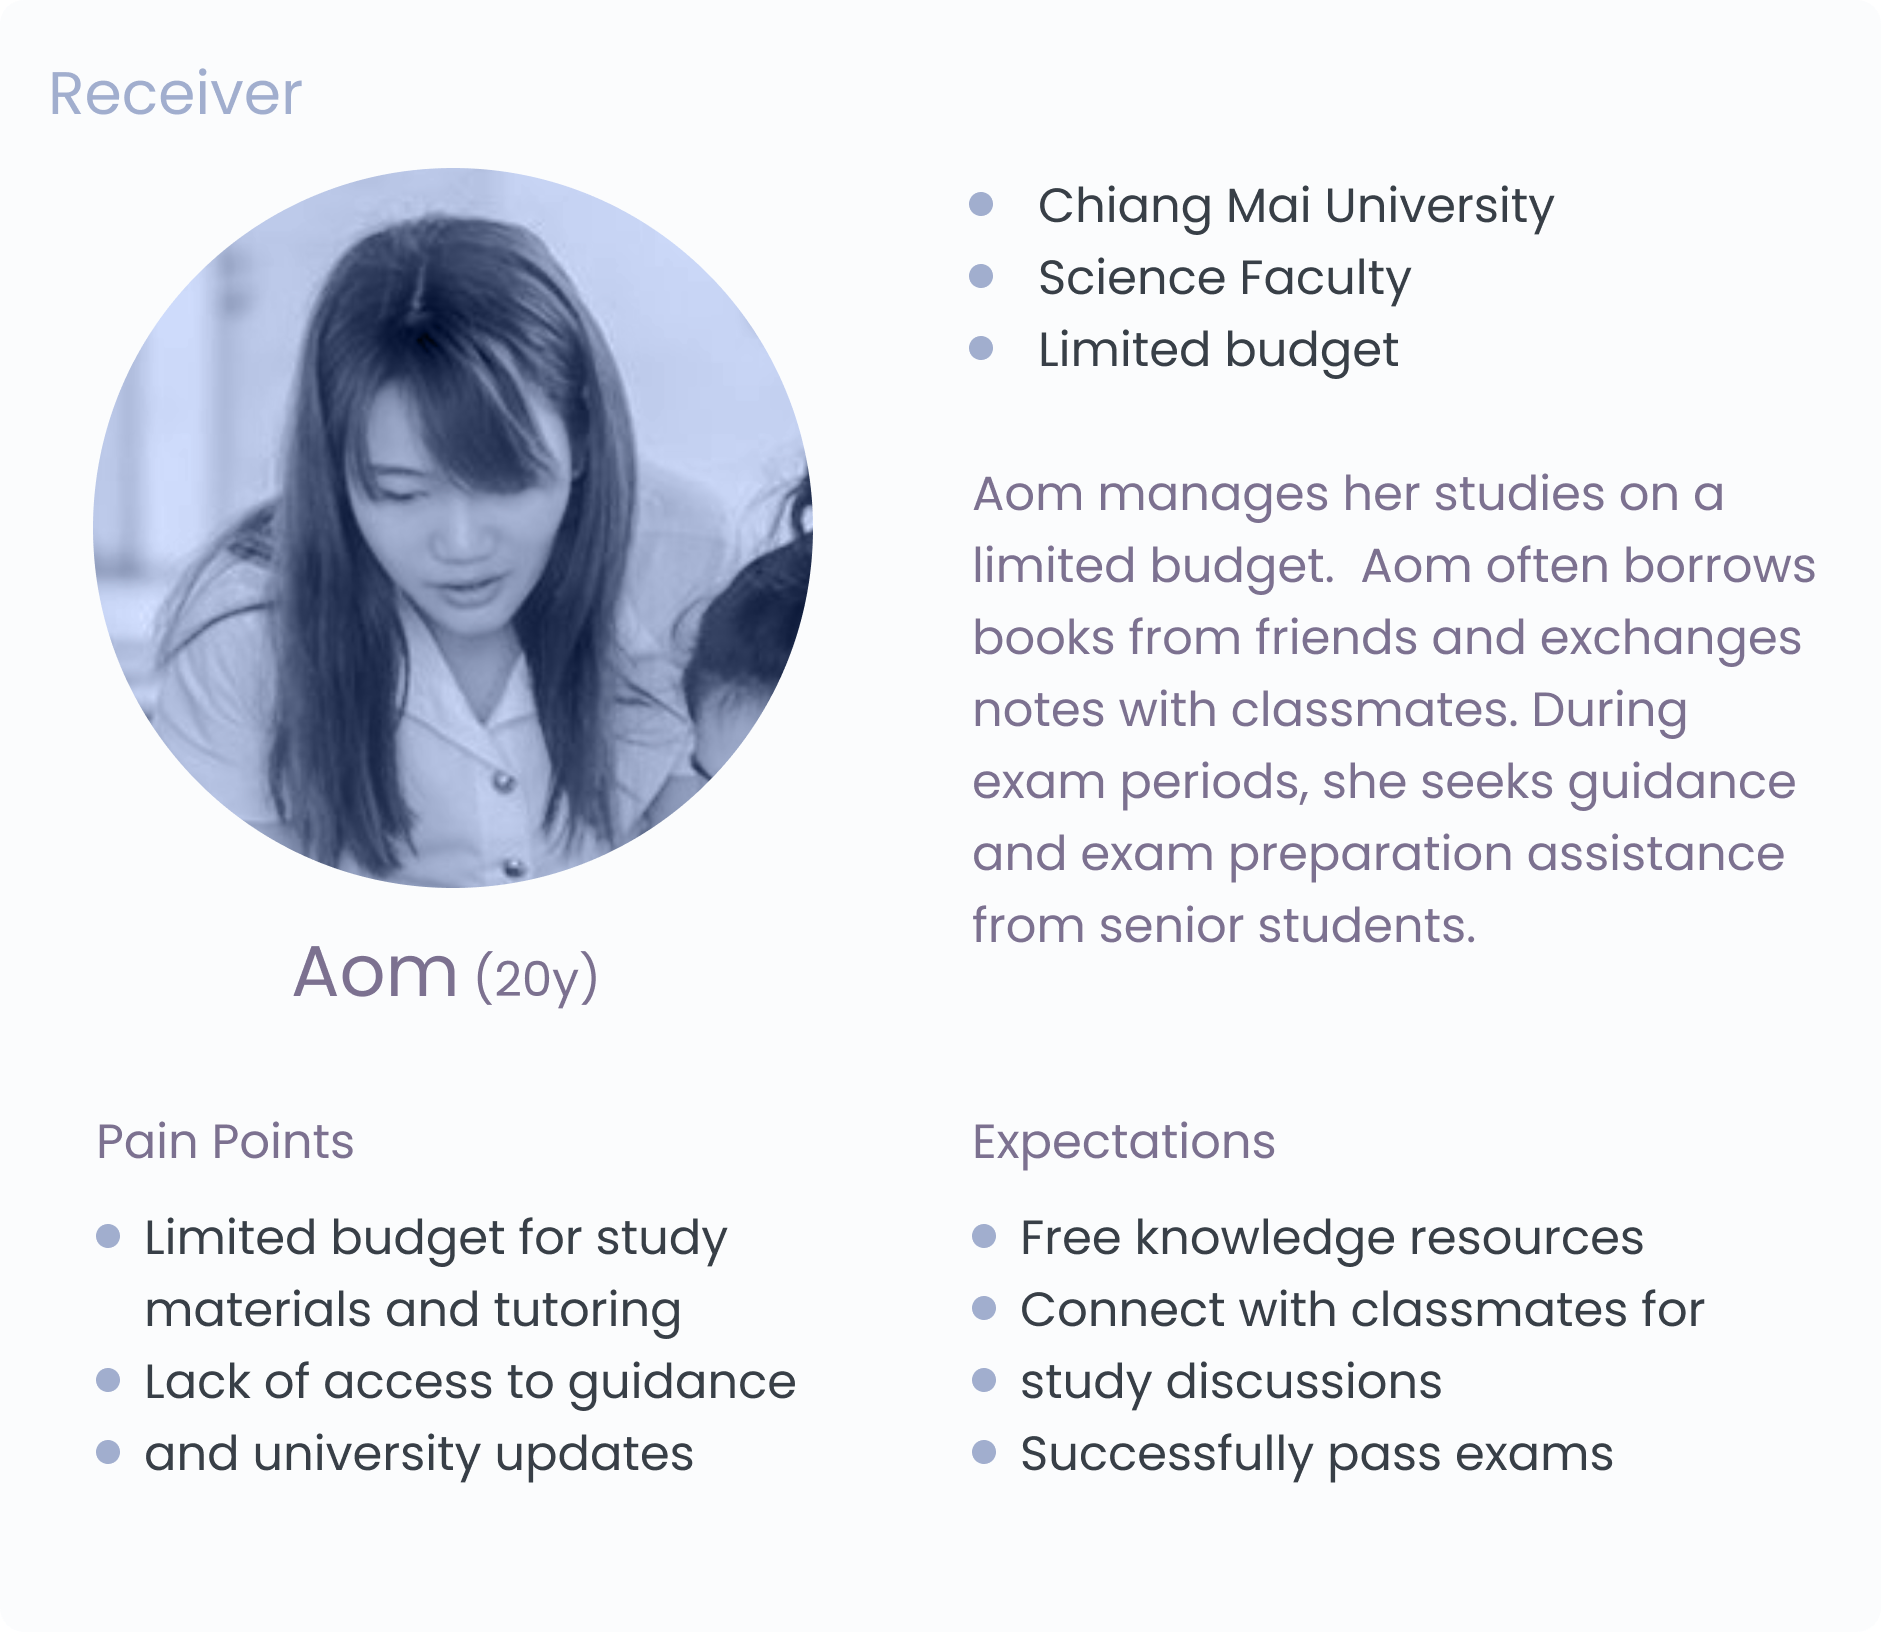 Receiver
Aom (20y)
Chiang Mai University
Science Faculty
Limited budget
Aom manages her studies on a
limited budget.  Aom often borrows
books from friends and exchanges
notes with classmates. During
exam periods, she seeks guidance
and exam preparation assistance
from senior students.
Pain Points
Limited budget for study
materials and tutoring
Lack of access to guidance
and university updates
Expectations
Free knowledge resources
Connect with classmates for
study discussions
Successfully pass exams